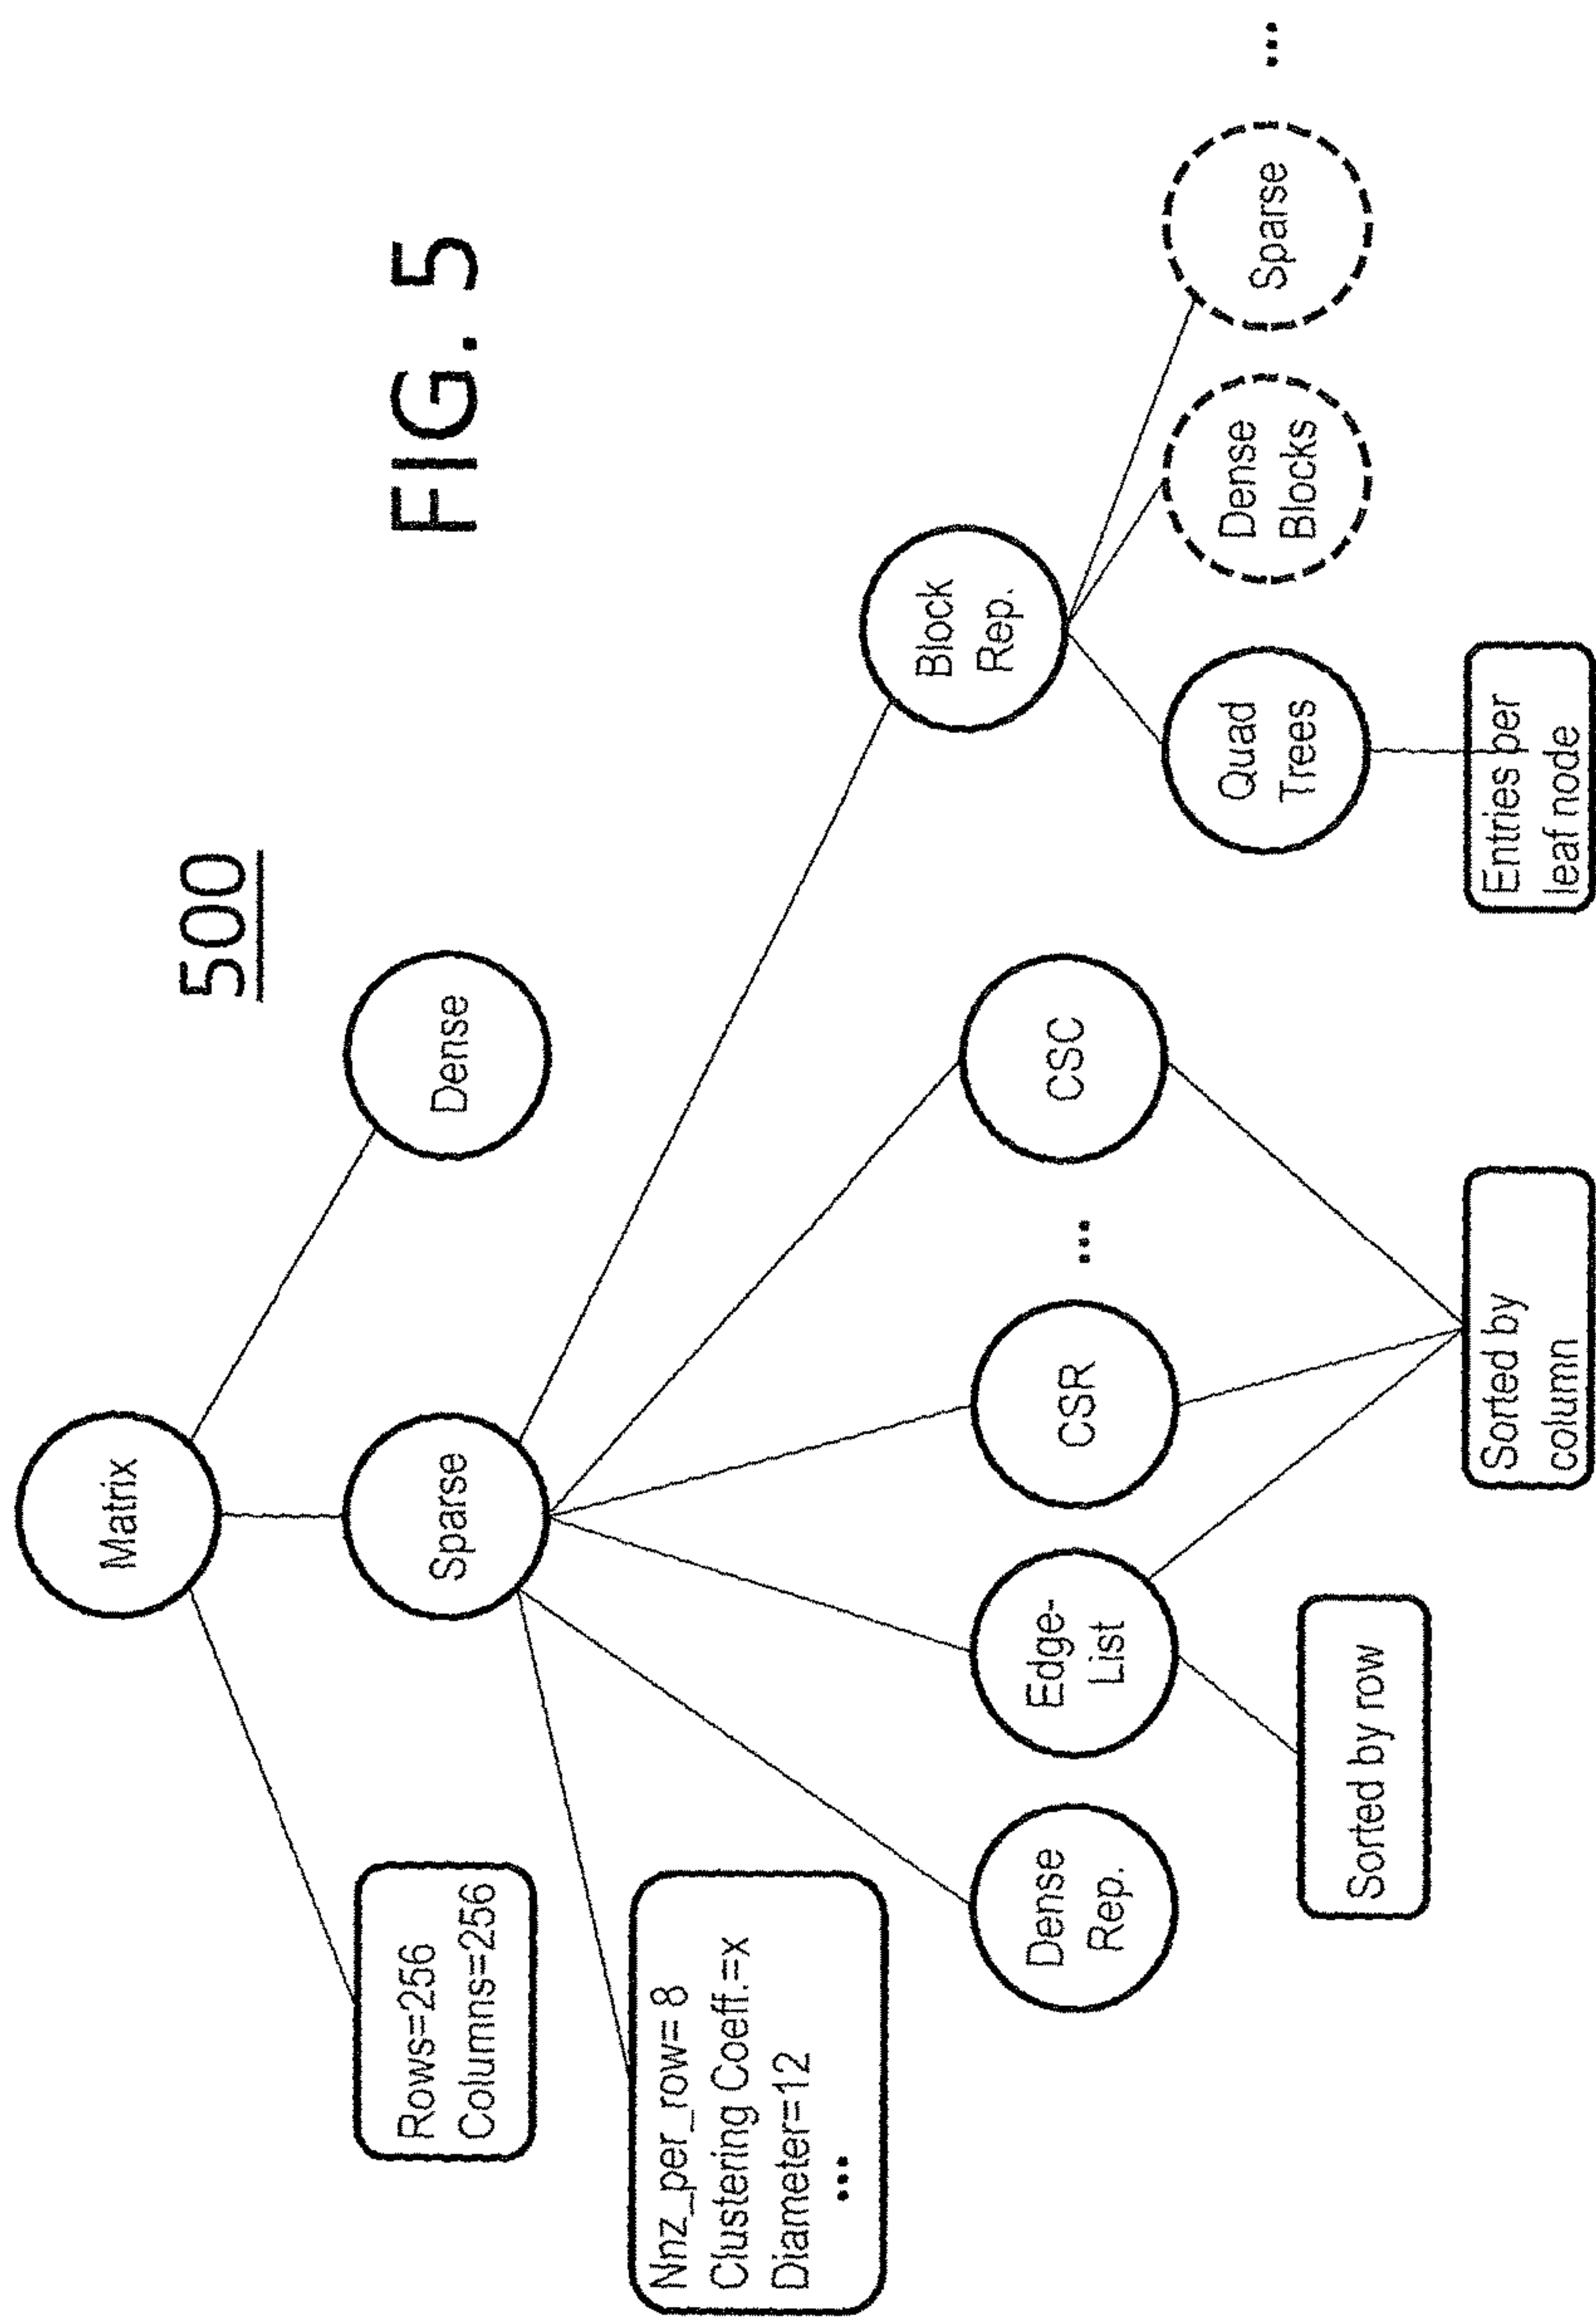 500
FIG. 5
Matrix
Rows=256
Columns=256
Sparse
Dense
Nnz_per_row= 8
Clustering Coeff.=x
Diameter=12
...
Dense
Rep.
Edge-
List
CSR
...
CSC
Block
Rep.
Quad
Trees
Dense
Blocks
Sparse
...
Sorted by row
Sorted by
column
Entries per
leaf node